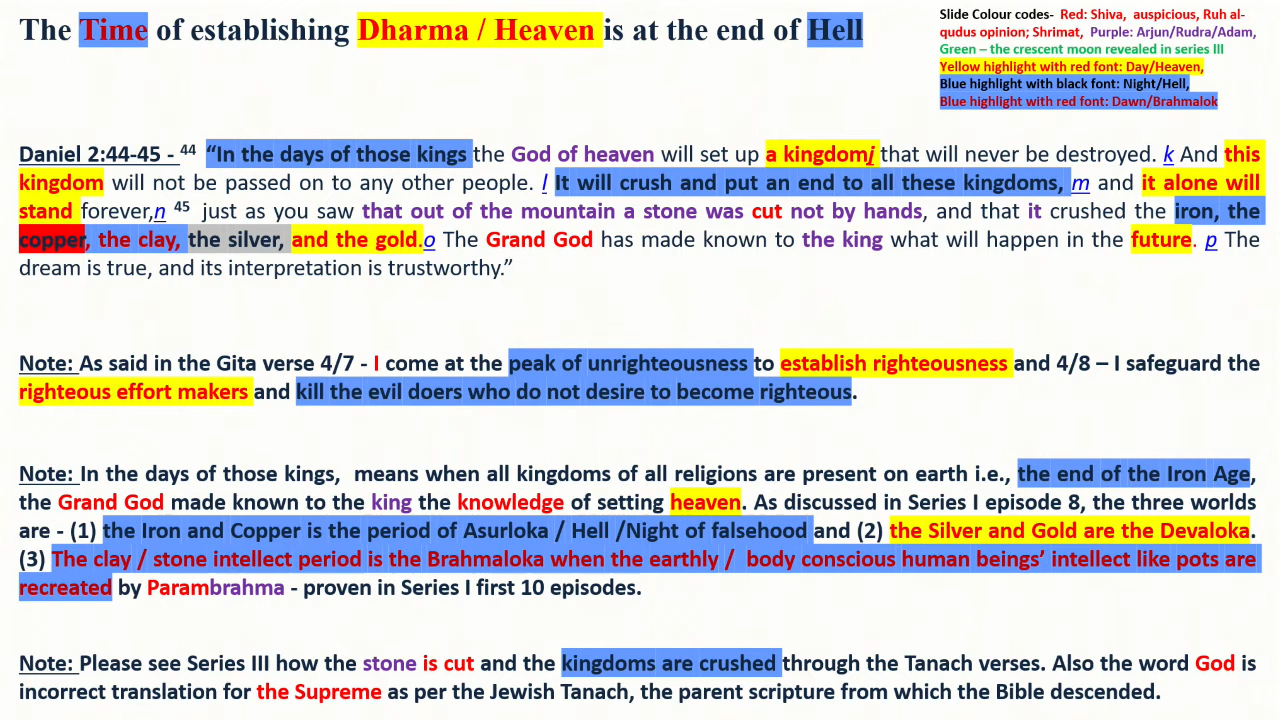 The Time of establishing Dharma / Heaven is at the end of Hell
Slide Colour codes- Red: Shiva, auspicious, Ruh al-
qudus opinion; Shrimat, Purple: Arjun/Rudra/Adam,
Green – the crescent moon revealed in series III
Yellow highlight with red font: Day/Heaven,
Blue highlight with black font: Night/Hell,
Blue highlight with red font: Dawn/Brahmalok
Daniel 2:44-45 - 44 “In the days of those kings the God of heaven will set up a kingdomj that will never be destroyed. k And this
kingdom will not be passed on to any other people. l It will crush and put an end to all these kingdoms, m and it alone will
stand forever,n 45 just as you saw that out of the mountain a stone was cut not by hands, and that it crushed the iron, the
copper, the clay, the silver, and the gold.o The Grand God has made known to the king what will happen in the future. p The
dream is true, and its interpretation is trustworthy.”
Note: As said in the Gita verse 4/7 - I come at the peak of unrighteousness to establish righteousness and 4/8 – I safeguard the
righteous effort makers and kill the evil doers who do not desire to become righteous.
Note: In the days of those kings, means when all kingdoms of all religions are present on earth i.e., the end of the Iron Age,
the Grand God made known to the king the knowledge of setting heaven. As discussed in Series I episode 8, the three worlds
are - (1) the Iron and Copper is the period of Asurloka / Hell /Night of falsehood and (2) the Silver and Gold are the Devaloka.
(3) The clay / stone intellect period is the Brahmaloka when the earthly / body conscious human beings’ intellect like pots are
recreated by Parambrahma - proven in Series I first 10 episodes.
Note: Please see Series III how the stone is cut and the kingdoms are crushed through the Tanach verses. Also the word God is
incorrect translation for the Supreme as per the Jewish Tanach, the parent scripture from which the Bible descended.